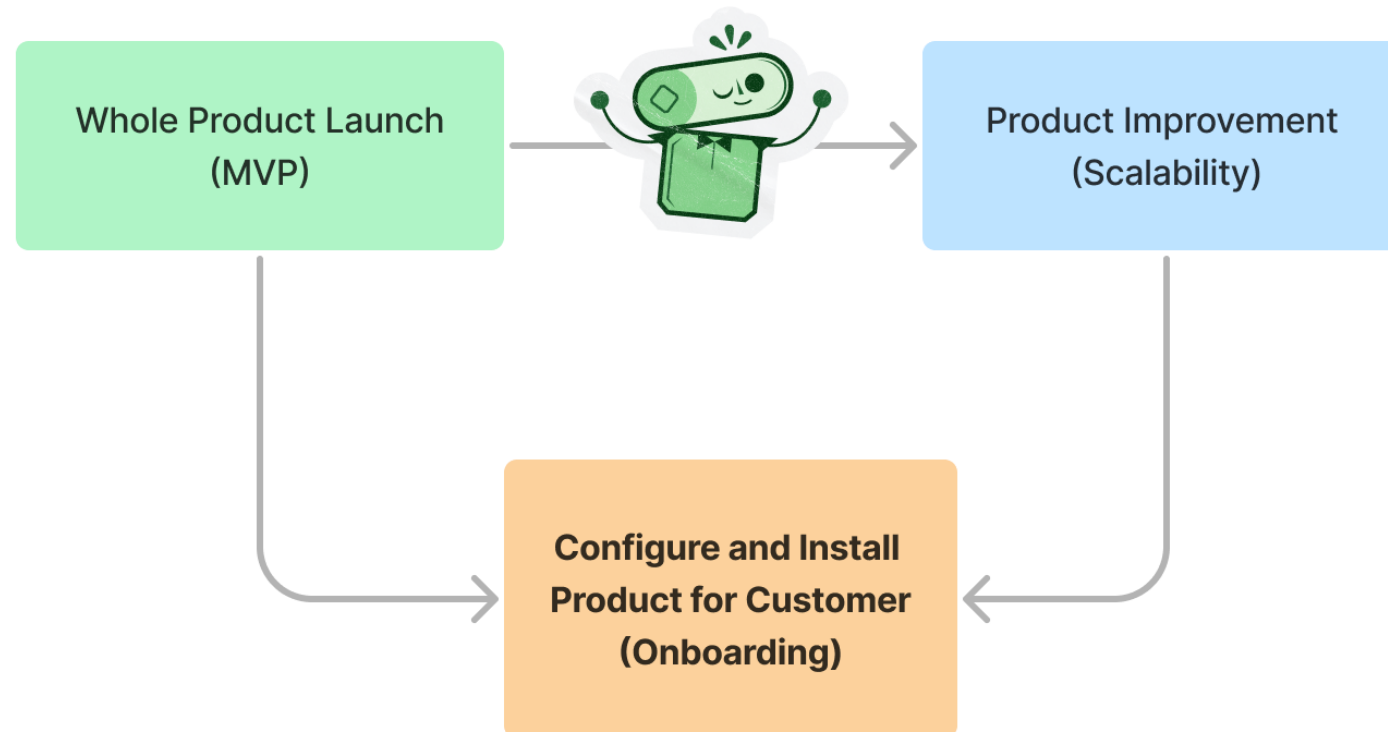 Whole Product Launch
(MVP)
Product Improvement
(Scalability)
Configure and Install
Product for Customer
(Onboarding)